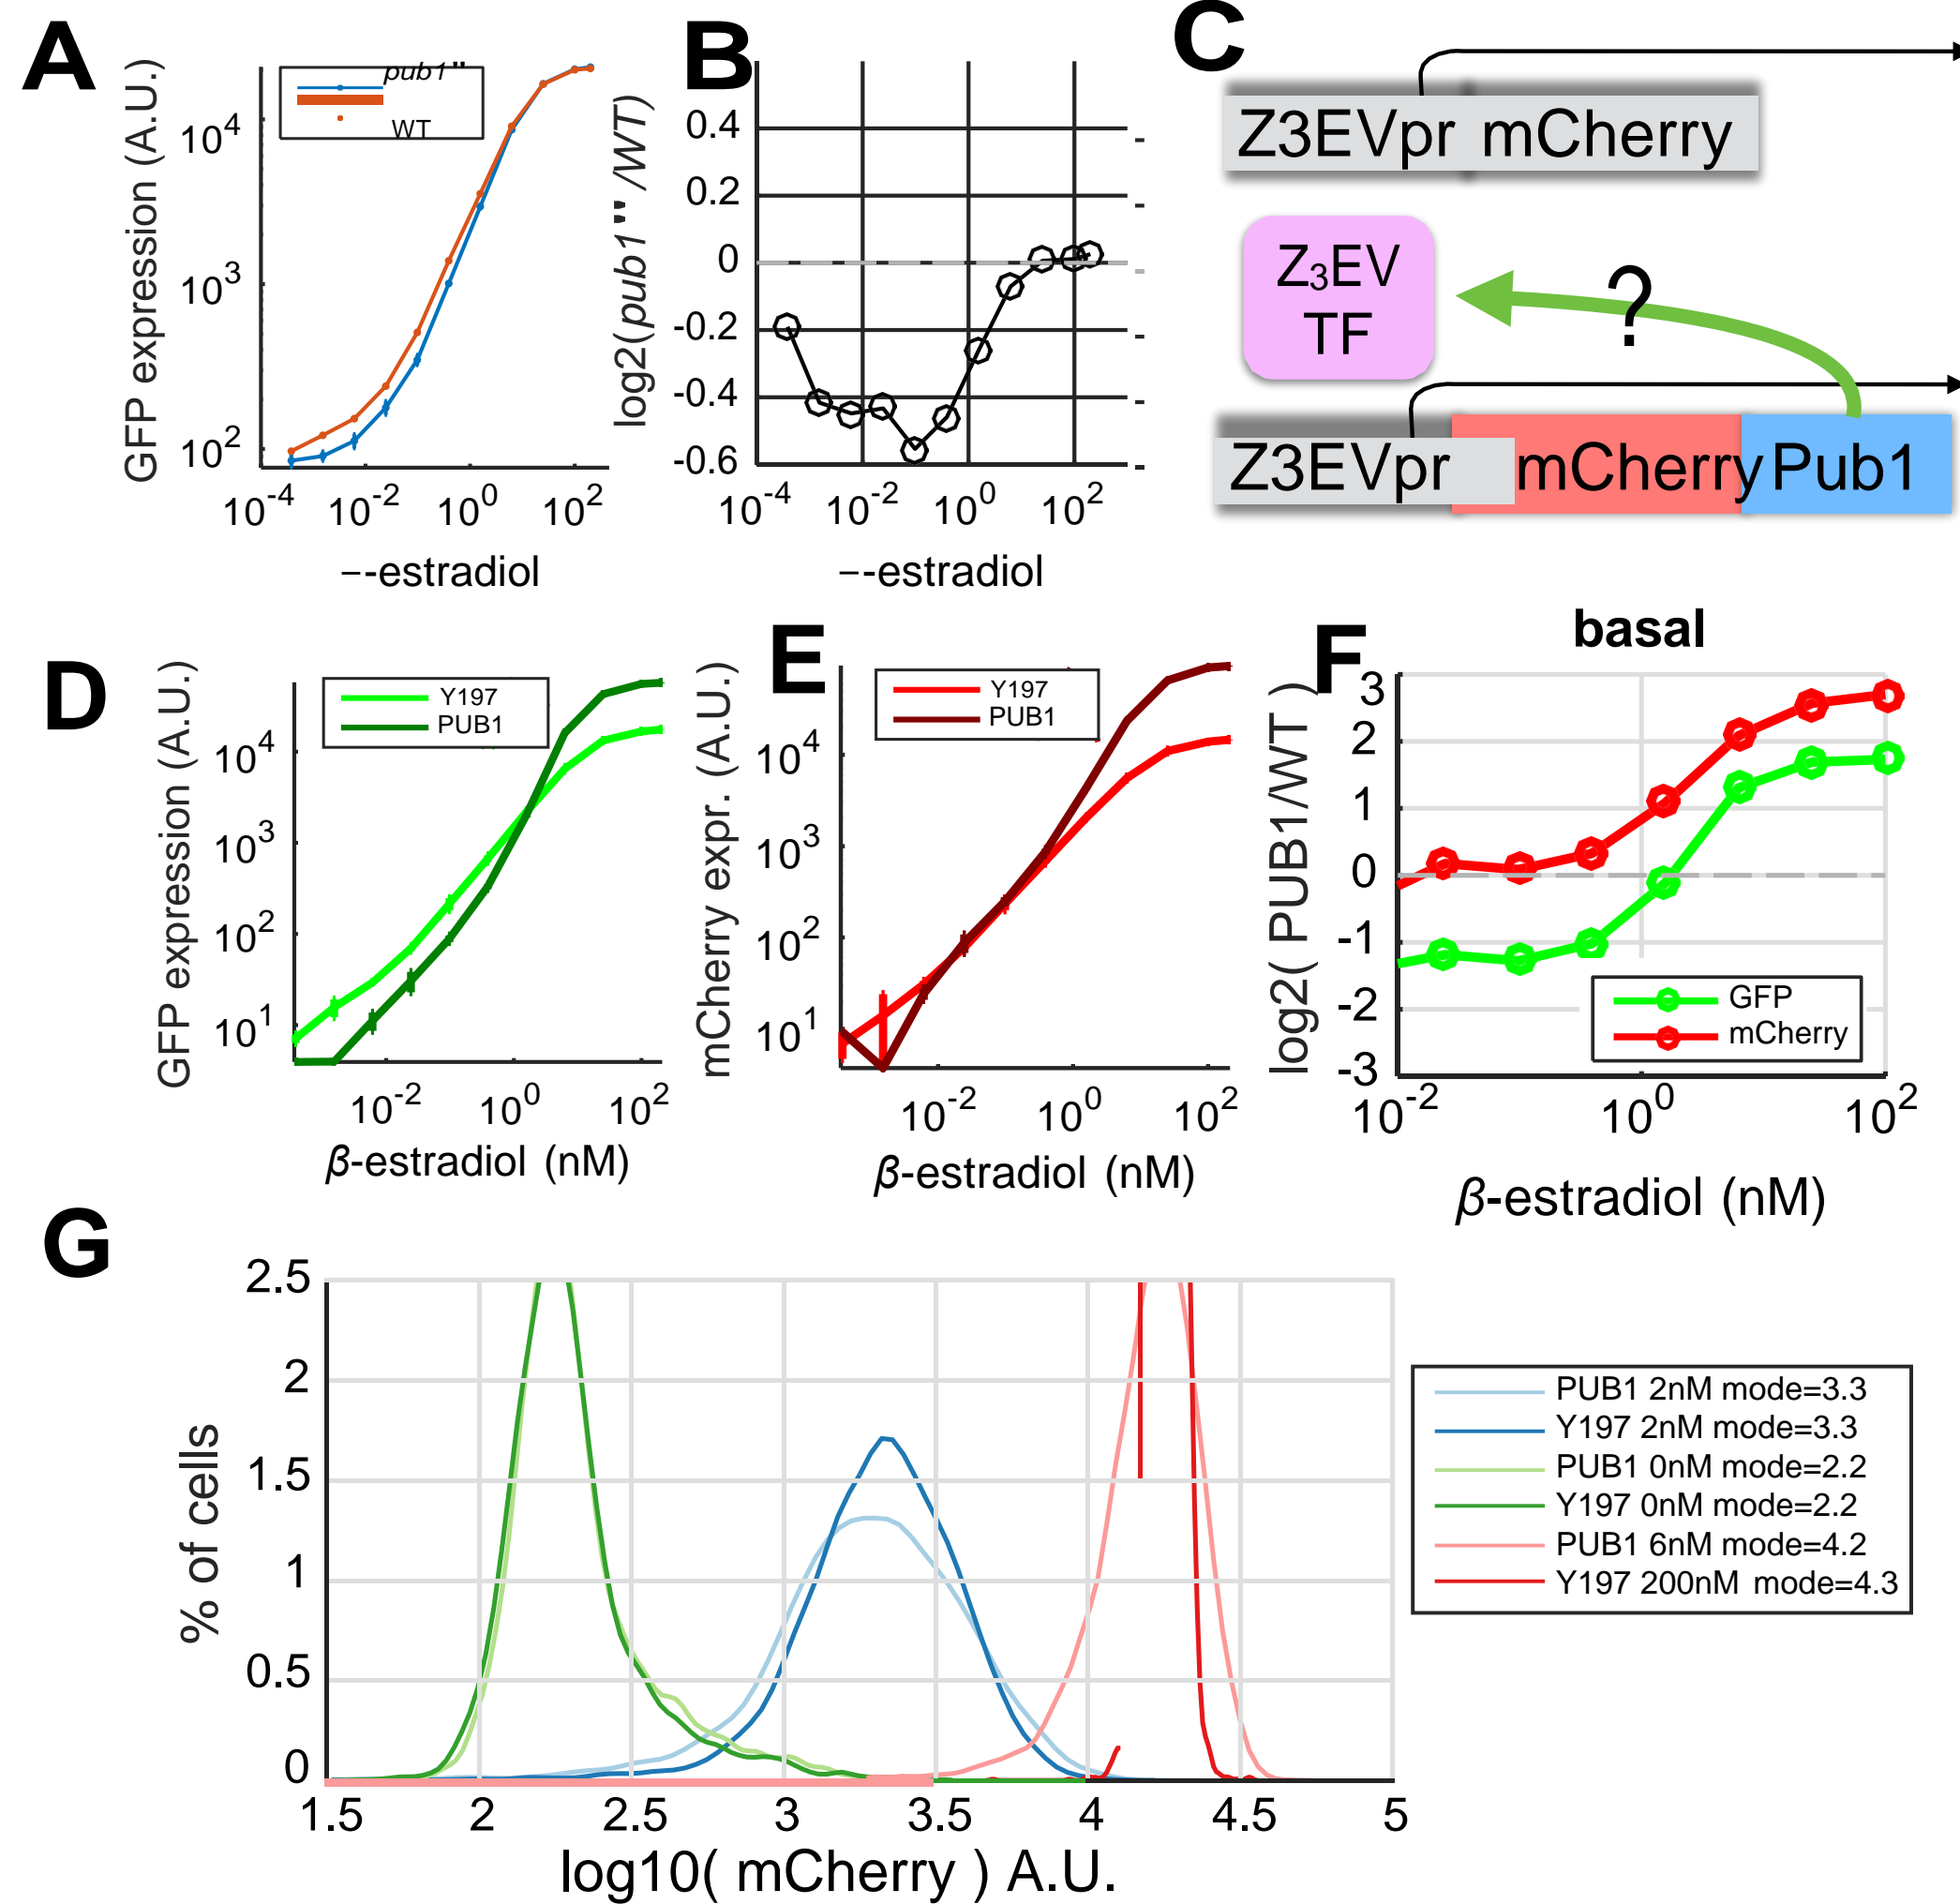 A
GFP expression (A.U.)
10^4
10^3
10^2
10^-4 10^-2 10^0 10^2
−-estradiol
pub1"
WT
B
log2(pub1"/WT)
0.4
0.2
0
-0.2
-0.4
-0.6
10^-4 10^-2 10^0 10^2
−-estradiol
C
Z3EVpr mCherry
Z3EV
TF
?
Z3EVpr mCherry Pub1
D
GFP expression (A.U.)
Y197
PUB1
10^4
10^3
10^2
10^1
10^-2 10^0 10^2
β-estradiol (nM)
E
mCherry expr. (A.U.)
Y197
PUB1
10^4
10^3
10^2
10^1
10^-2 10^0 10^2
β-estradiol (nM)
F
basal
log2( PUB1/WT )
3
2
1
0
-1
-2
-3
GFP
mCherry
10^-2 10^0 10^2
β-estradiol (nM)
G
% of cells
2.5
2
1.5
1
0.5
0
1.5 2 2.5 3 3.5 4 4.5 5
log10( mCherry ) A.U.
PUB1 2nM mode=3.3
Y197 2nM mode=3.3
PUB1 0nM mode=2.2
Y197 0nM mode=2.2
PUB1 6nM mode=4.2
Y197 200nM mode=4.3